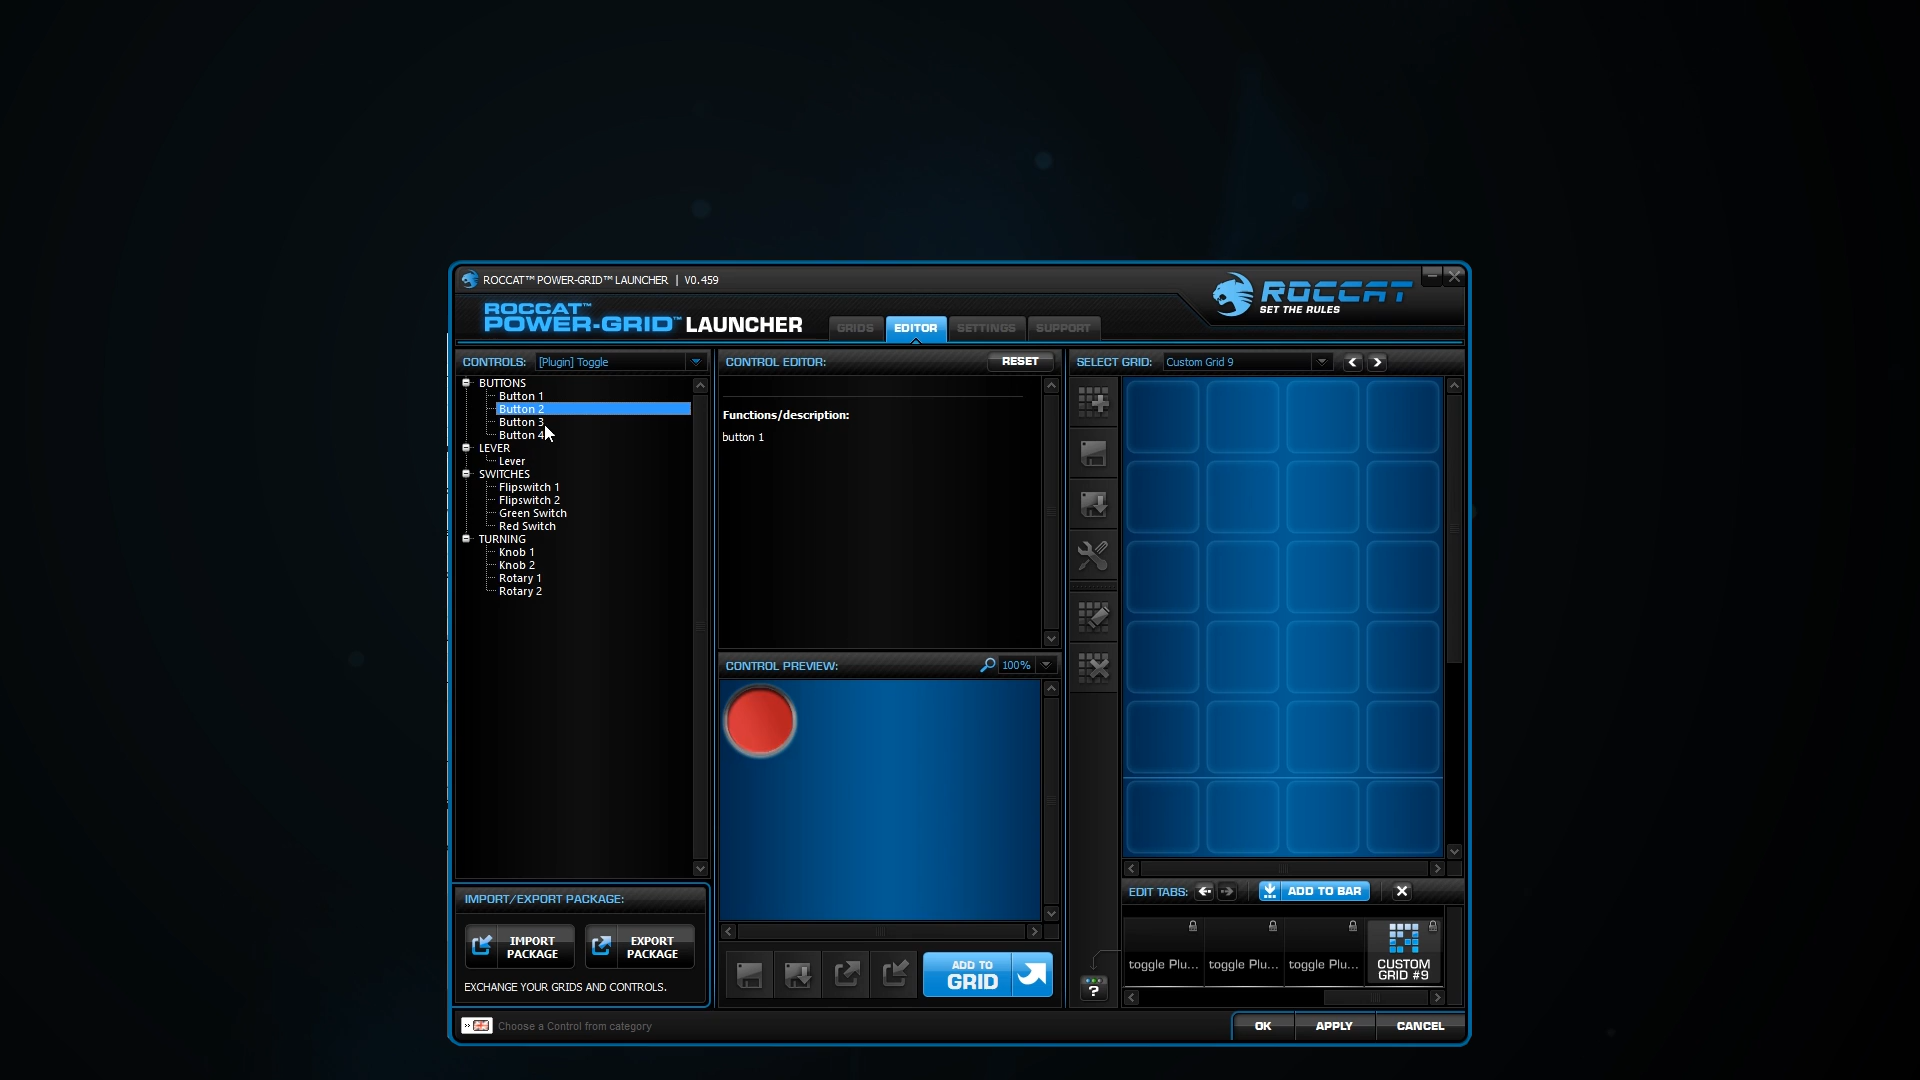 ROCCAT™ POWER-GRID™ LAUNCHER | V0.459
ROCCAT™
POWER-GRID™ LAUNCHER
GRIDS
EDITOR
SETTINGS
SUPPORT
ROCCAT
SET THE RULES
CONTROLS: [Plugin] Toggle
BUTTONS
Button 1
Button 2
Button 3
Button 4
LEVER
Lever
SWITCHES
Flipswitch 1
Flipswitch 2
Green Switch
Red Switch
TURNING
Knob 1
Knob 2
Rotary 1
Rotary 2
IMPORT/EXPORT PACKAGE:
IMPORT
PACKAGE
EXPORT
PACKAGE
EXCHANGE YOUR GRIDS AND CONTROLS.
CONTROL EDITOR:
RESET
Functions/description:
button 1
CONTROL PREVIEW:
100%
ADD TO
GRID
SELECT GRID: Custom Grid 9
?
EDIT TABS:
ADD TO BAR
toggle Plu...
toggle Plu...
toggle Plu...
CUSTOM
GRID #9
Choose a Control from category
OK
APPLY
CANCEL